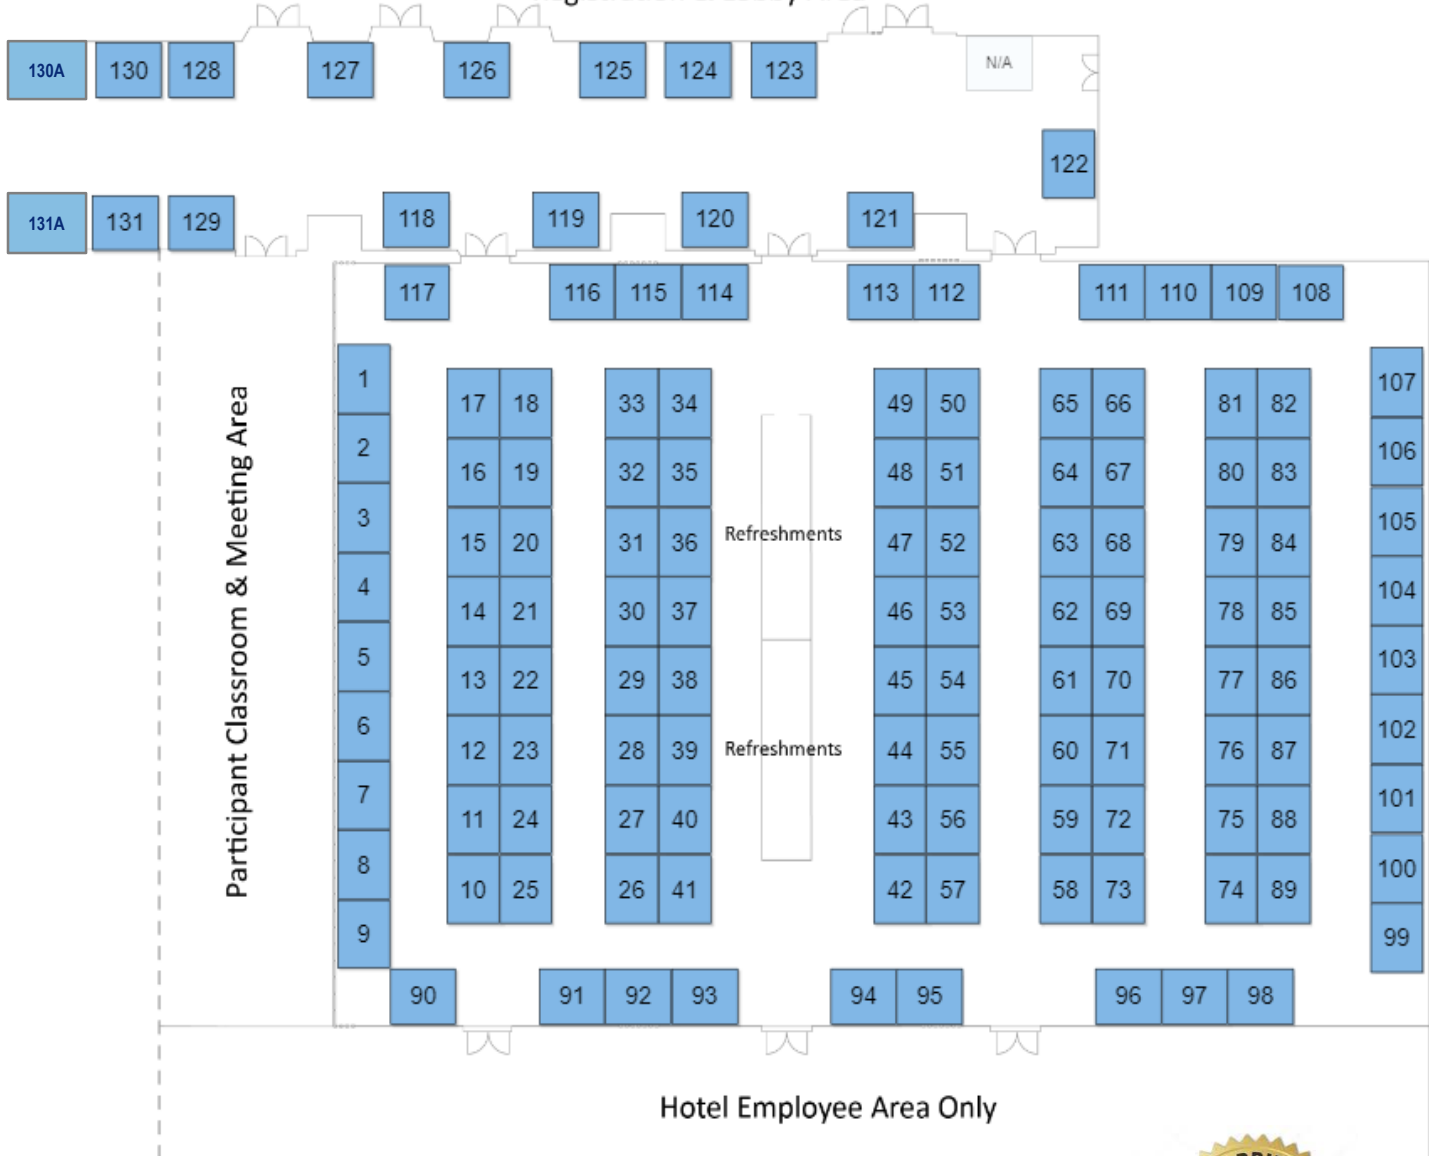 130A 130 128 127 126 125 124 123 N/A
122
131A 131 129 118 119 120 121
117 116 115 114 113 112 111 110 109 108
1 17 18 33 34 49 50 65 66 81 82 107
2 16 19 32 35 48 51 64 67 80 83 106
3 15 20 31 36 Refreshments 47 52 63 68 79 84 105
4 14 21 30 37 46 53 62 69 78 85 104
5 13 22 29 38 45 54 61 70 77 86 103
6 12 23 28 39 Refreshments 44 55 60 71 76 87 102
7 11 24 27 40 43 56 59 72 75 88 101
8 10 25 26 41 42 57 58 73 74 89 100
9 99
90 91 92 93 94 95 96 97 98
Participant Classroom & Meeting Area
Hotel Employee Area Only